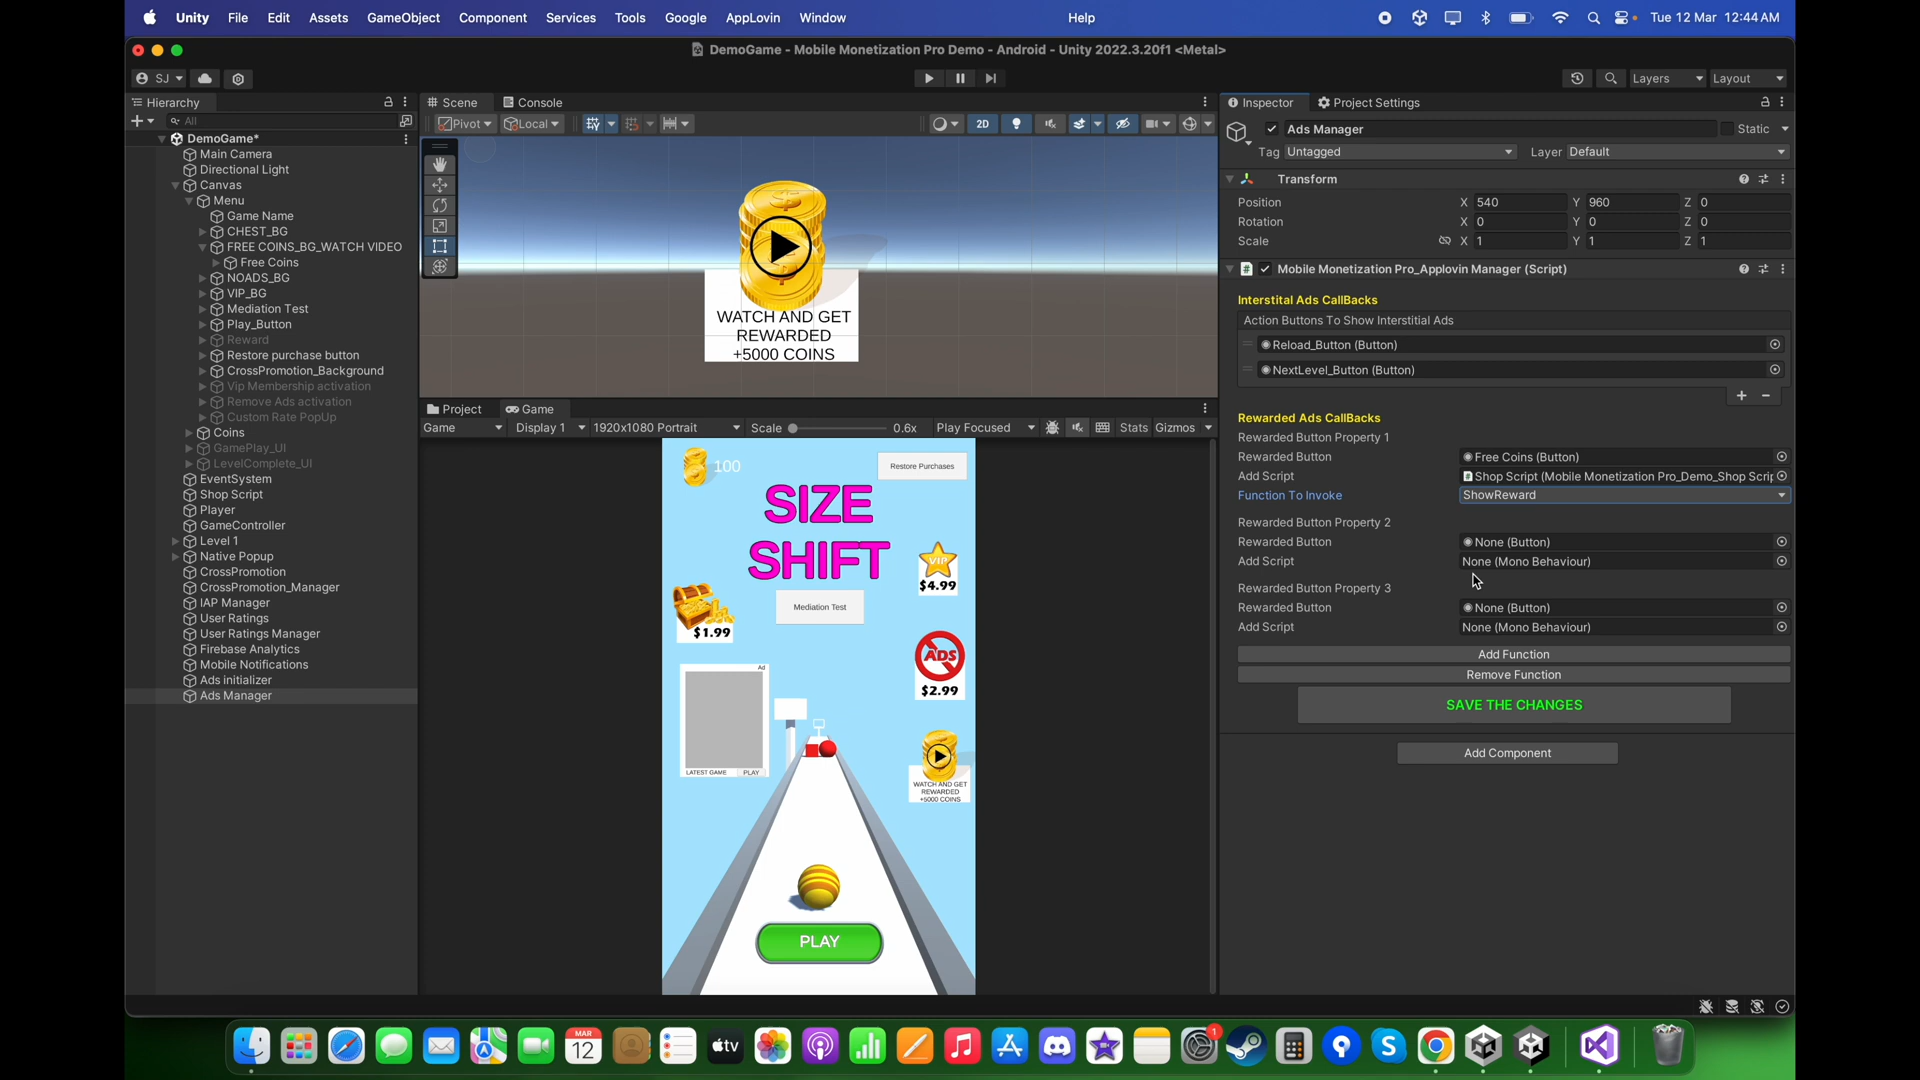 Unity File Edit Assets GameObject Component Services Tools Google AppLovin Window Help Tue 12 Mar 12:44 AM
DemoGame - Mobile Monetization Pro Demo - Android - Unity 2022.3.20f1 <Metal>
SJ Layers Layout
Hierarchy
All
DemoGame*
Main Camera
Directional Light
Canvas
Menu
Game Name
CHEST_BG
FREE COINS_BG_WATCH VIDEO
Free Coins
NOADS_BG
VIP_BG
Mediation Test
Play_Button
Reward
Restore purchase button
CrossPromotion_Background
Vip Membership activation
Remove Ads activation
Custom Rate PopUp
Coins
GamePlay_UI
LevelComplete_UI
EventSystem
Shop Script
Player
GameController
Level 1
Native Popup
CrossPromotion
CrossPromotion_Manager
IAP Manager
User Ratings
User Ratings Manager
Firebase Analytics
Mobile Notifications
Ads initializer
Ads Manager
Scene Console
Pivot Local 2D
WATCH AND GET
REWARDED
+5000 COINS
Project Game
Game Display 1 1920x1080 Portrait Scale 0.6x Play Focused Stats Gizmos
100
Restore Purchases
SIZE
SHIFT
VIP
$4.99
Mediation Test
$1.99
ADS
$2.99
Ad
LATEST GAME PLAY
WATCH AND GET
REWARDED
+5000 COINS
PLAY
Inspector Project Settings
Ads Manager Static
Tag Untagged Layer Default
Transform
Position X 540 Y 960 Z 0
Rotation X 0 Y 0 Z 0
Scale X 1 Y 1 Z 1
Mobile Monetization Pro_Applovin Manager (Script)
Interstital Ads CallBacks
Action Buttons To Show Interstitial Ads
Reload_Button (Button)
NextLevel_Button (Button)
Rewarded Ads CallBacks
Rewarded Button Property 1
Rewarded Button Free Coins (Button)
Add Script Shop Script (Mobile Monetization Pro_Demo_Shop Scrip
Function To Invoke ShowReward
Rewarded Button Property 2
Rewarded Button None (Button)
Add Script None (Mono Behaviour)
Rewarded Button Property 3
Rewarded Button None (Button)
Add Script None (Mono Behaviour)
Add Function
Remove Function
SAVE THE CHANGES
Add Component
MAR
12
tv
1